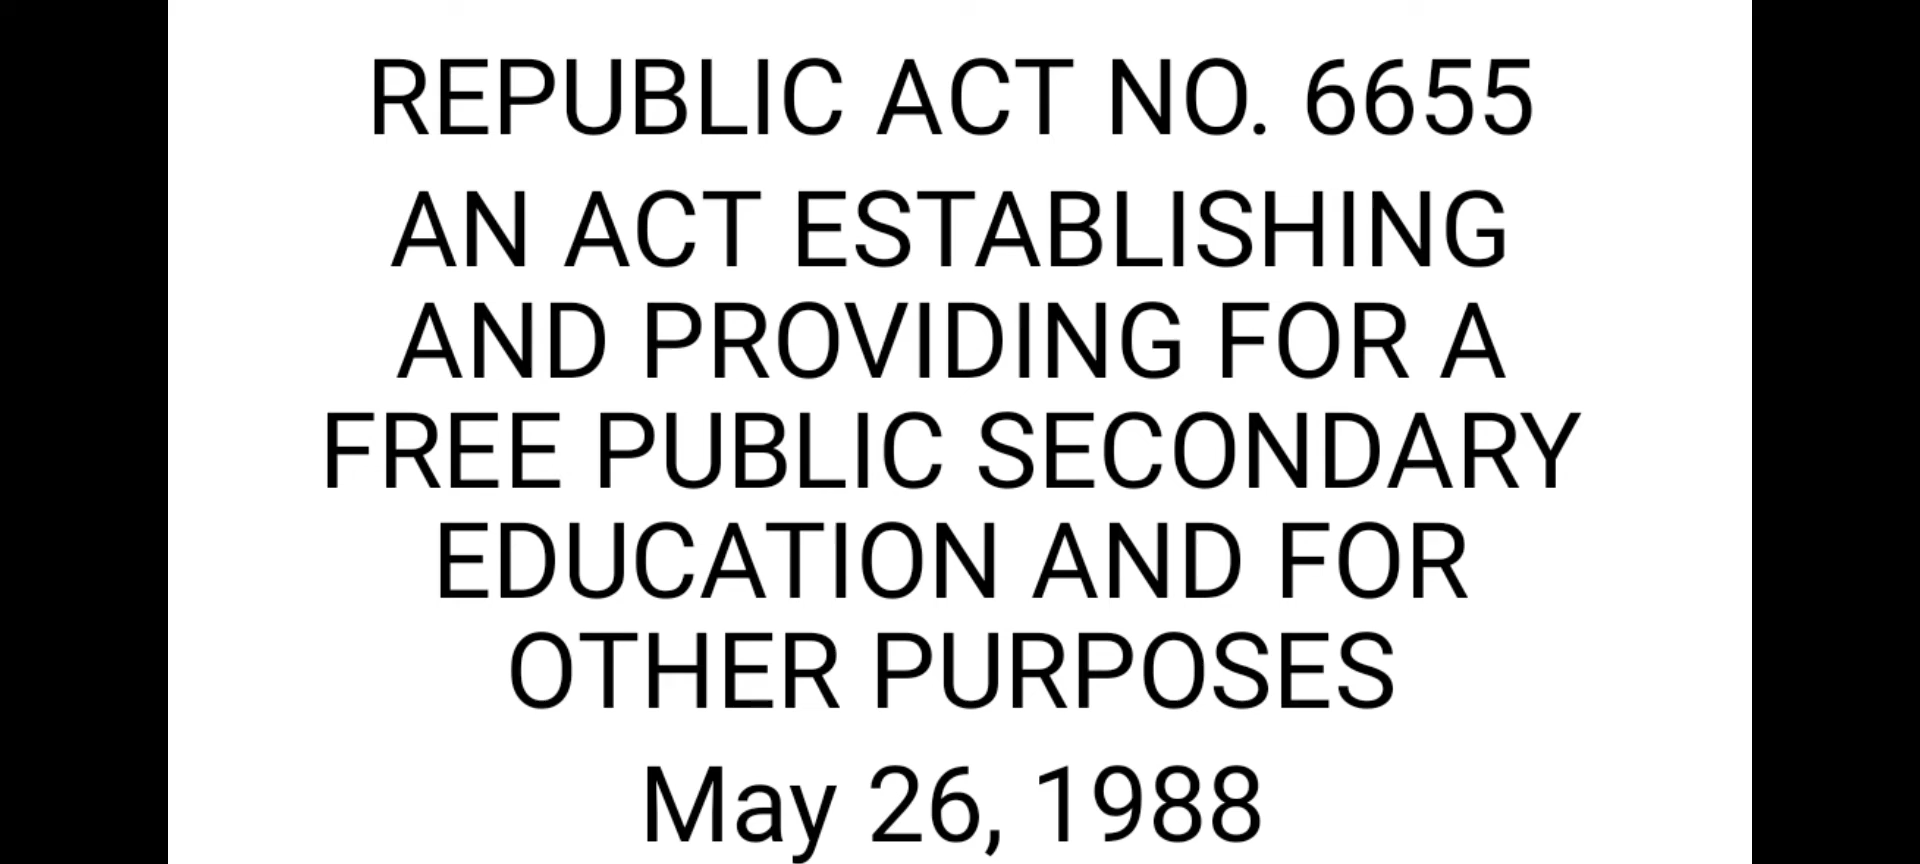 REPUBLIC ACT NO. 6655
AN ACT ESTABLISHING
AND PROVIDING FOR A
FREE PUBLIC SECONDARY
EDUCATION AND FOR
OTHER PURPOSES
May 26, 1988